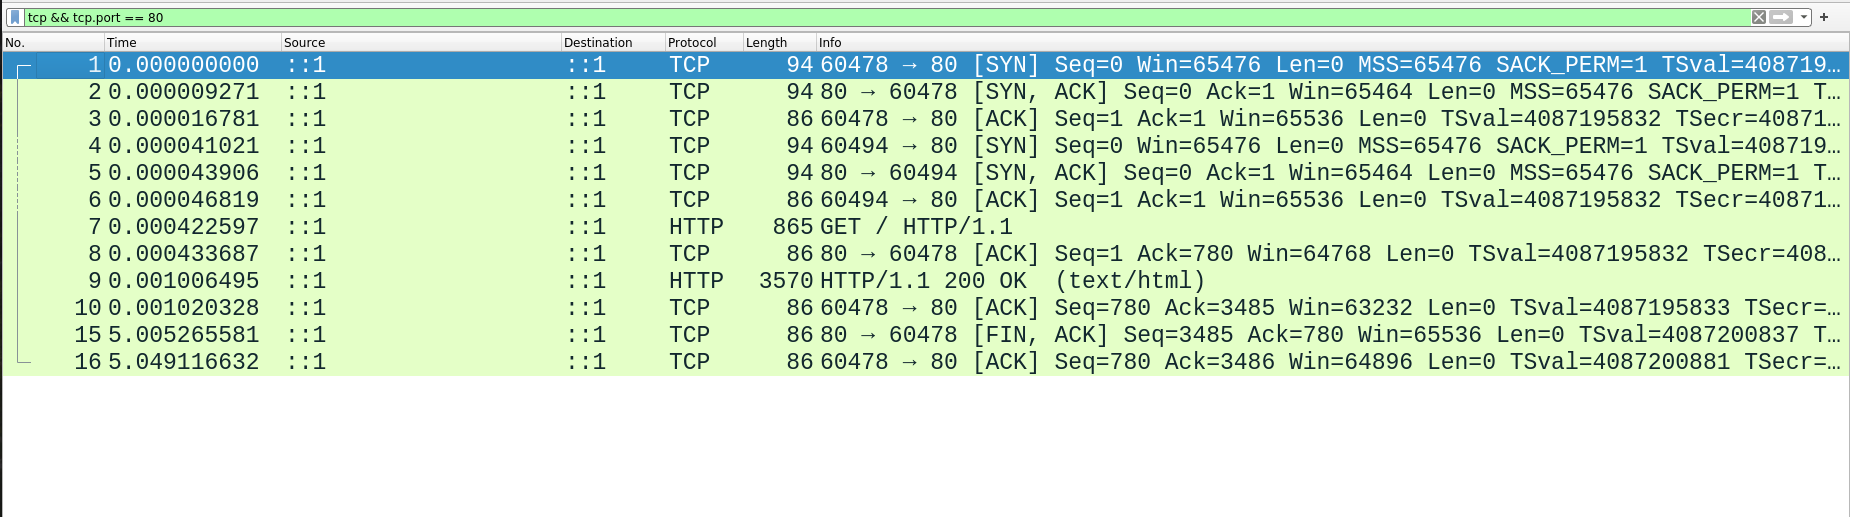 tcp && tcp.port == 80
No. Time Source Destination Protocol Length Info
1 0.000000000 ::1 ::1 TCP 94 60478 → 80 [SYN] Seq=0 Win=65476 Len=0 MSS=65476 SACK_PERM=1 TSval=408719…
2 0.000009271 ::1 ::1 TCP 94 80 → 60478 [SYN, ACK] Seq=0 Ack=1 Win=65464 Len=0 MSS=65476 SACK_PERM=1 T…
3 0.000016781 ::1 ::1 TCP 86 60478 → 80 [ACK] Seq=1 Ack=1 Win=65536 Len=0 TSval=4087195832 TSecr=40871…
4 0.000041021 ::1 ::1 TCP 94 60494 → 80 [SYN] Seq=0 Win=65476 Len=0 MSS=65476 SACK_PERM=1 TSval=408719…
5 0.000043906 ::1 ::1 TCP 94 80 → 60494 [SYN, ACK] Seq=0 Ack=1 Win=65464 Len=0 MSS=65476 SACK_PERM=1 T…
6 0.000046819 ::1 ::1 TCP 86 60494 → 80 [ACK] Seq=1 Ack=1 Win=65536 Len=0 TSval=4087195832 TSecr=40871…
7 0.000422597 ::1 ::1 HTTP 865 GET / HTTP/1.1
8 0.000433687 ::1 ::1 TCP 86 80 → 60478 [ACK] Seq=1 Ack=780 Win=64768 Len=0 TSval=4087195832 TSecr=408…
9 0.001006495 ::1 ::1 HTTP 3570 HTTP/1.1 200 OK (text/html)
10 0.001020328 ::1 ::1 TCP 86 60478 → 80 [ACK] Seq=780 Ack=3485 Win=63232 Len=0 TSval=4087195833 TSecr=…
15 5.005265581 ::1 ::1 TCP 86 80 → 60478 [FIN, ACK] Seq=3485 Ack=780 Win=65536 Len=0 TSval=4087200837 T…
16 5.049116632 ::1 ::1 TCP 86 60478 → 80 [ACK] Seq=780 Ack=3486 Win=64896 Len=0 TSval=4087200881 TSecr=…